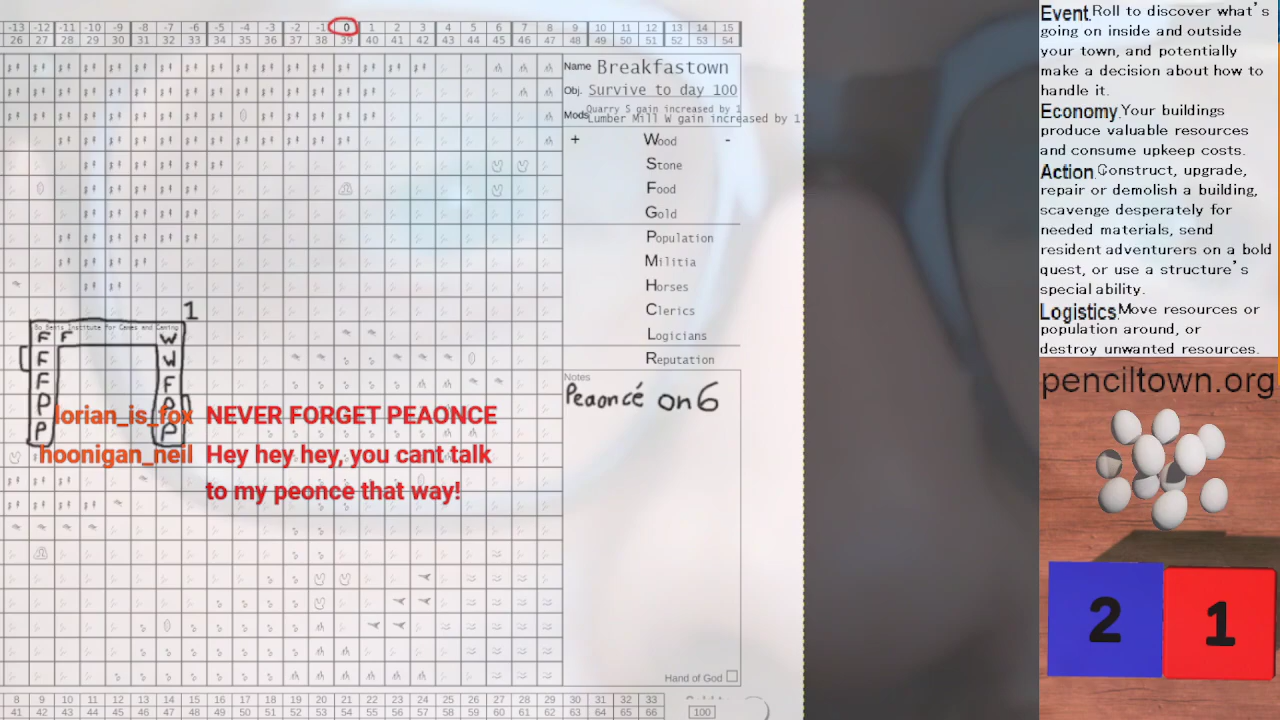 -13 -12 -11 -10 -9 -8 -7 -6 -5 -4 -3 -2 -1 0 1 2 3 4 5 6 7 8 9 10 11 12 13 14 15
26 27 28 29 30 31 32 33 34 35 36 37 38 39 40 41 42 43 44 45 46 47 48 49 50 51 52 53 54
Name Breakfastown
Obj. Survive to day 100
Mods Quarry S gain increased by 1
Lumber Mill W gain increased by 1
+ Wood -
Stone
Food
Gold
Population
Militia
Horses
Clerics
Logicians
Reputation
Notes
Peaoncé on 6
Hand of God
1
Bo Bents Institute For Canes and Caning
F F W
F W
F F
P P
P P
lorian_is_fox NEVER FORGET PEAONCE
hoonigan_neil Hey hey hey, you cant talk
to my peonce that way!
8 9 10 11 12 13 14 15 16 17 18 19 20 21 22 23 24 25 26 27 28 29 30 31 32 33
41 42 43 44 45 46 47 48 49 50 51 52 53 54 55 56 57 58 59 60 61 62 63 64 65 66 100
Event. Roll to discover what's
going on inside and outside
your town, and potentially
make a decision about how to
handle it.
Economy. Your buildings
produce valuable resources
and consume upkeep costs.
Action. Construct, upgrade,
repair or demolish a building,
scavenge desperately for
needed materials, send
resident adventurers on a bold
quest, or use a structure's
special ability.
Logistics. Move resources or
population around, or
destroy unwanted resources.
penciltown.org
2 1